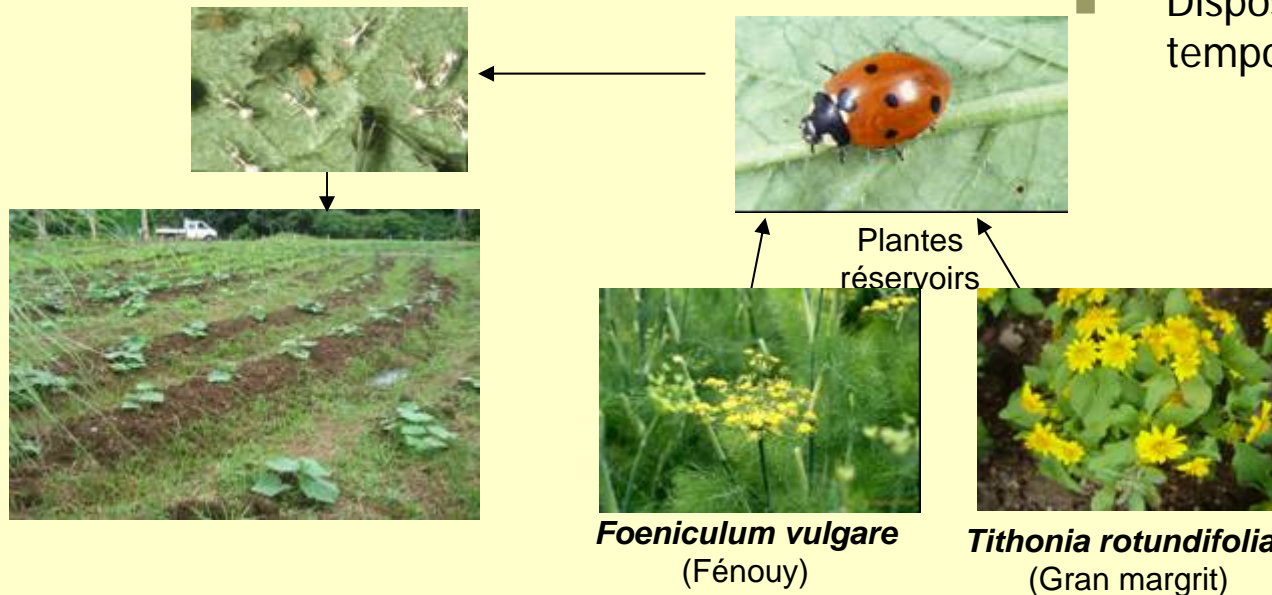 Plantes
réservoirs
Foeniculum vulgare
(Fénouy)
Tithonia rotundifolia
(Gran margrit)